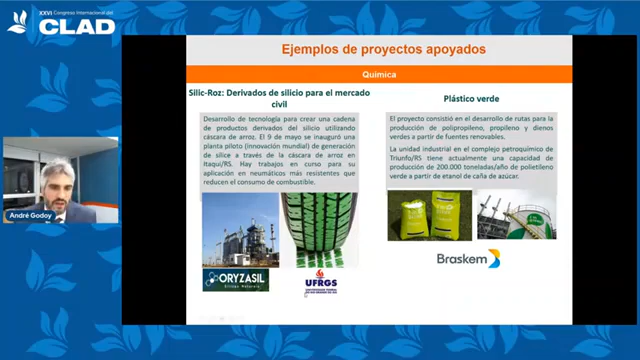 XXVI Congreso Internacional del
CLAD
Ejemplos de proyectos apoyados
Química
Silic-Roz: Derivados de silicio para el mercado
civil
Desarrollo de tecnología para crear una cadena
de productos derivados del silicio utilizando
cáscara de arroz. El 9 de mayo se inauguró una
planta piloto (innovación mundial) de generación
de sílice a través de la cáscara de arroz en
Itaqui/RS. Hay trabajos en curso para su
aplicación en neumáticos más resistentes que
reducen el consumo de combustible.
ORYZASIL
Sílicas Naturais
UFRGS
Plástico verde
El proyecto consistió en el desarrollo de rutas para la
producción de polipropileno, propileno y dienos
verdes a partir de fuentes renovables.
La unidad industrial en el complejo petroquímico de
Triunfo/RS tiene actualmente una capacidad de
producción de 200.000 toneladas/año de polietileno
verde a partir de etanol de caña de azúcar.
Braskem
André Godoy